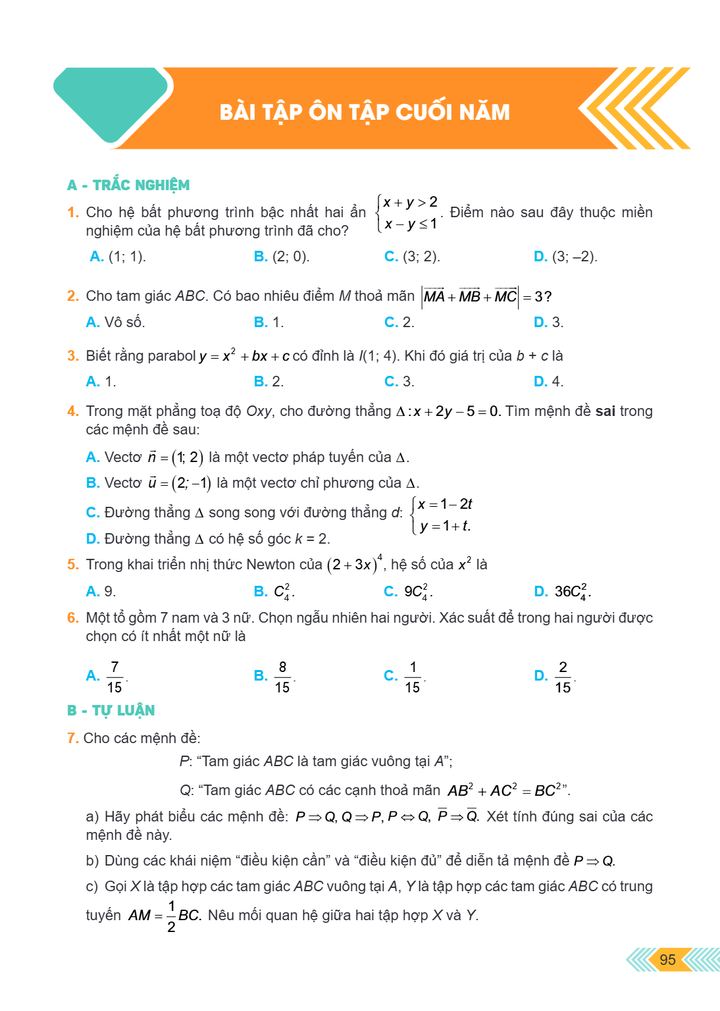 BÀI TẬP ÔN TẬP CUỐI NĂM
A - TRẮC NGHIỆM
1. Cho hệ bất phương trình bậc nhất hai ẩn { x + y > 2 ; x − y ≤ 1 . Điểm nào sau đây thuộc miền
nghiệm của hệ bất phương trình đã cho?
A. (1; 1). B. (2; 0). C. (3; 2). D. (3; –2).
2. Cho tam giác ABC. Có bao nhiêu điểm M thoả mãn |MA→ + MB→ + MC→| = 3?
A. Vô số. B. 1. C. 2. D. 3.
3. Biết rằng parabol y = x² + bx + c có đỉnh là I(1; 4). Khi đó giá trị của b + c là
A. 1. B. 2. C. 3. D. 4.
4. Trong mặt phẳng toạ độ Oxy, cho đường thẳng Δ: x + 2y − 5 = 0. Tìm mệnh đề sai trong
các mệnh đề sau:
A. Vectơ n→ = (1; 2) là một vectơ pháp tuyến của Δ.
B. Vectơ u→ = (2; −1) là một vectơ chỉ phương của Δ.
C. Đường thẳng Δ song song với đường thẳng d: { x = 1 − 2t ; y = 1 + t.
D. Đường thẳng Δ có hệ số góc k = 2.
5. Trong khai triển nhị thức Newton của (2 + 3x)⁴, hệ số của x² là
A. 9. B. C₄². C. 9C₄². D. 36C₄².
6. Một tổ gồm 7 nam và 3 nữ. Chọn ngẫu nhiên hai người. Xác suất để trong hai người được
chọn có ít nhất một nữ là
A. 7/15. B. 8/15. C. 1/15. D. 2/15.
B - TỰ LUẬN
7. Cho các mệnh đề:
P: “Tam giác ABC là tam giác vuông tại A”;
Q: “Tam giác ABC có các cạnh thoả mãn AB² + AC² = BC²”.
a) Hãy phát biểu các mệnh đề: P ⇒ Q, Q ⇒ P, P ⇔ Q, P̅ ⇒ Q̅. Xét tính đúng sai của các
mệnh đề này.
b) Dùng các khái niệm “điều kiện cần” và “điều kiện đủ” để diễn tả mệnh đề P ⇒ Q.
c) Gọi X là tập hợp các tam giác ABC vuông tại A, Y là tập hợp các tam giác ABC có trung
tuyến AM = 1/2 BC. Nêu mối quan hệ giữa hai tập hợp X và Y.
95